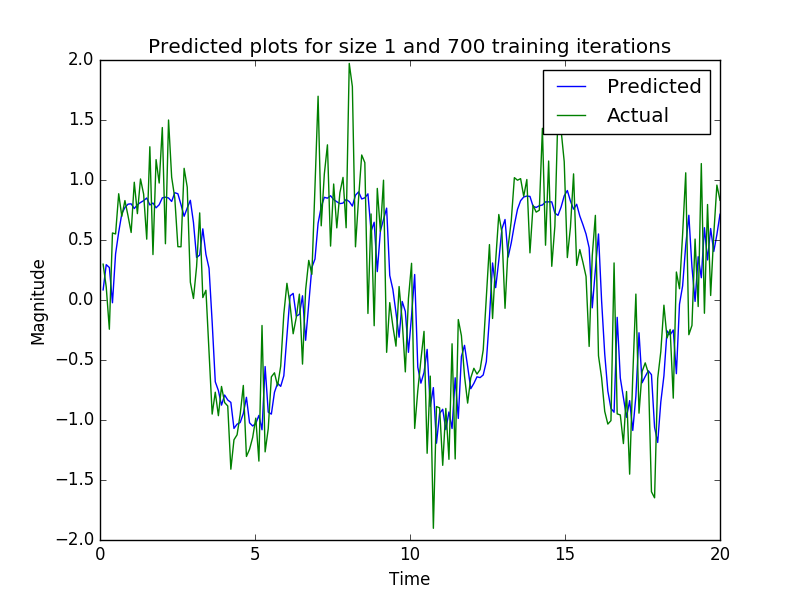 Predicted plots for size 1 and 700 training iterations
Predicted
Actual
2.0
1.5
1.0
0.5
0.0
−0.5
−1.0
−1.5
−2.0
Magnitude
0
5
10
15
20
Time